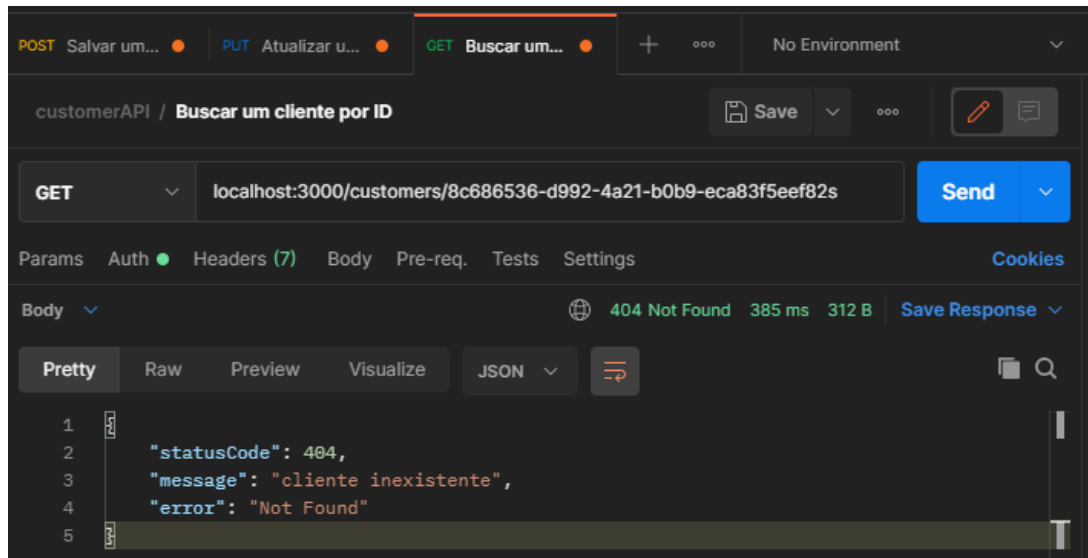 POST Salvar um... PUT Atualizar u... GET Buscar um... No Environment
customerAPI / Buscar um cliente por ID Save
GET localhost:3000/customers/8c686536-d992-4a21-b0b9-eca83f5eef82s Send
Params Auth Headers (7) Body Pre-req. Tests Settings Cookies
Body 404 Not Found 385 ms 312 B Save Response
Pretty Raw Preview Visualize JSON
1 {
2 "statusCode": 404,
3 "message": "cliente inexistente",
4 "error": "Not Found"
5 }